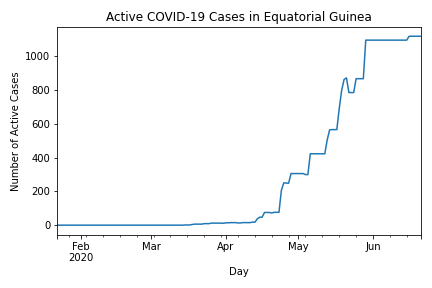 Active COVID-19 Cases in Equatorial Guinea
Number of Active Cases
1000
800
600
400
200
0
Feb
2020
Mar
Apr
May
Jun
Day